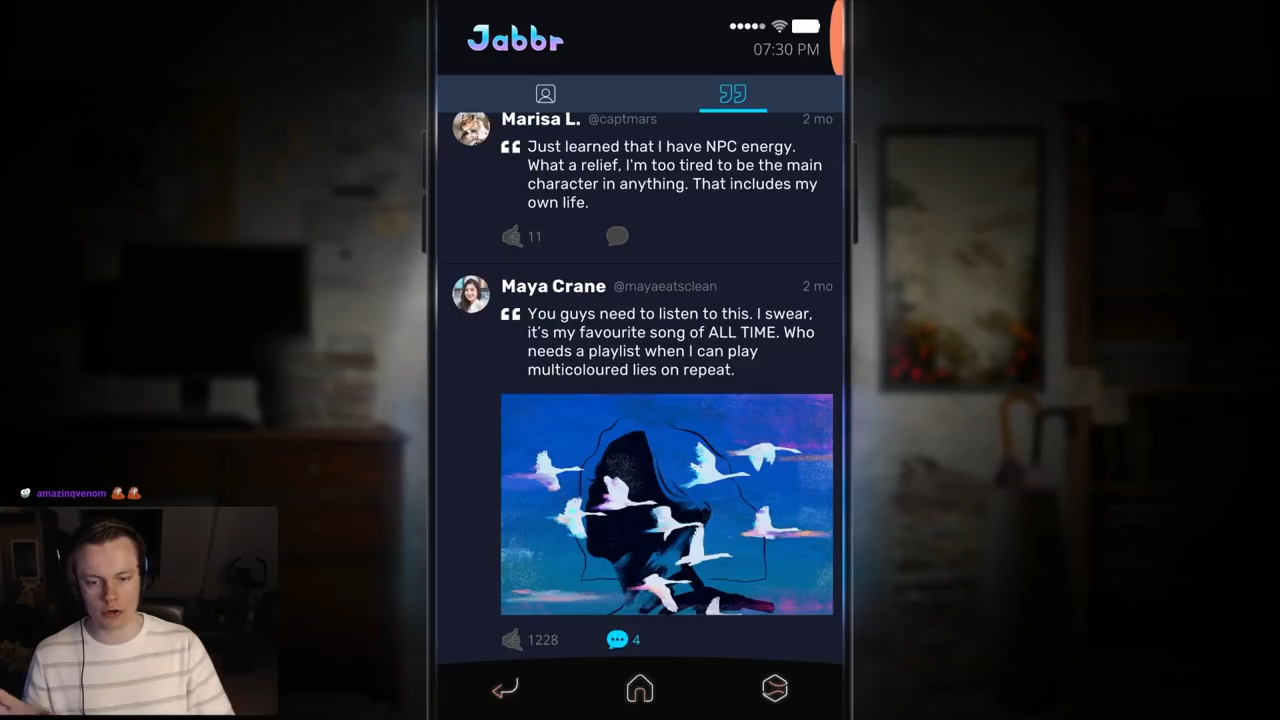 Jabbr
07:30 PM
Marisa L. @captmars 2 mo
Just learned that I have NPC energy.
What a relief, I'm too tired to be the main
character in anything. That includes my
own life.
11
Maya Crane @mayaeatsclean 2 mo
You guys need to listen to this. I swear,
it's my favourite song of ALL TIME. Who
needs a playlist when I can play
multicoloured lies on repeat.
1228 4
amazinqvenom